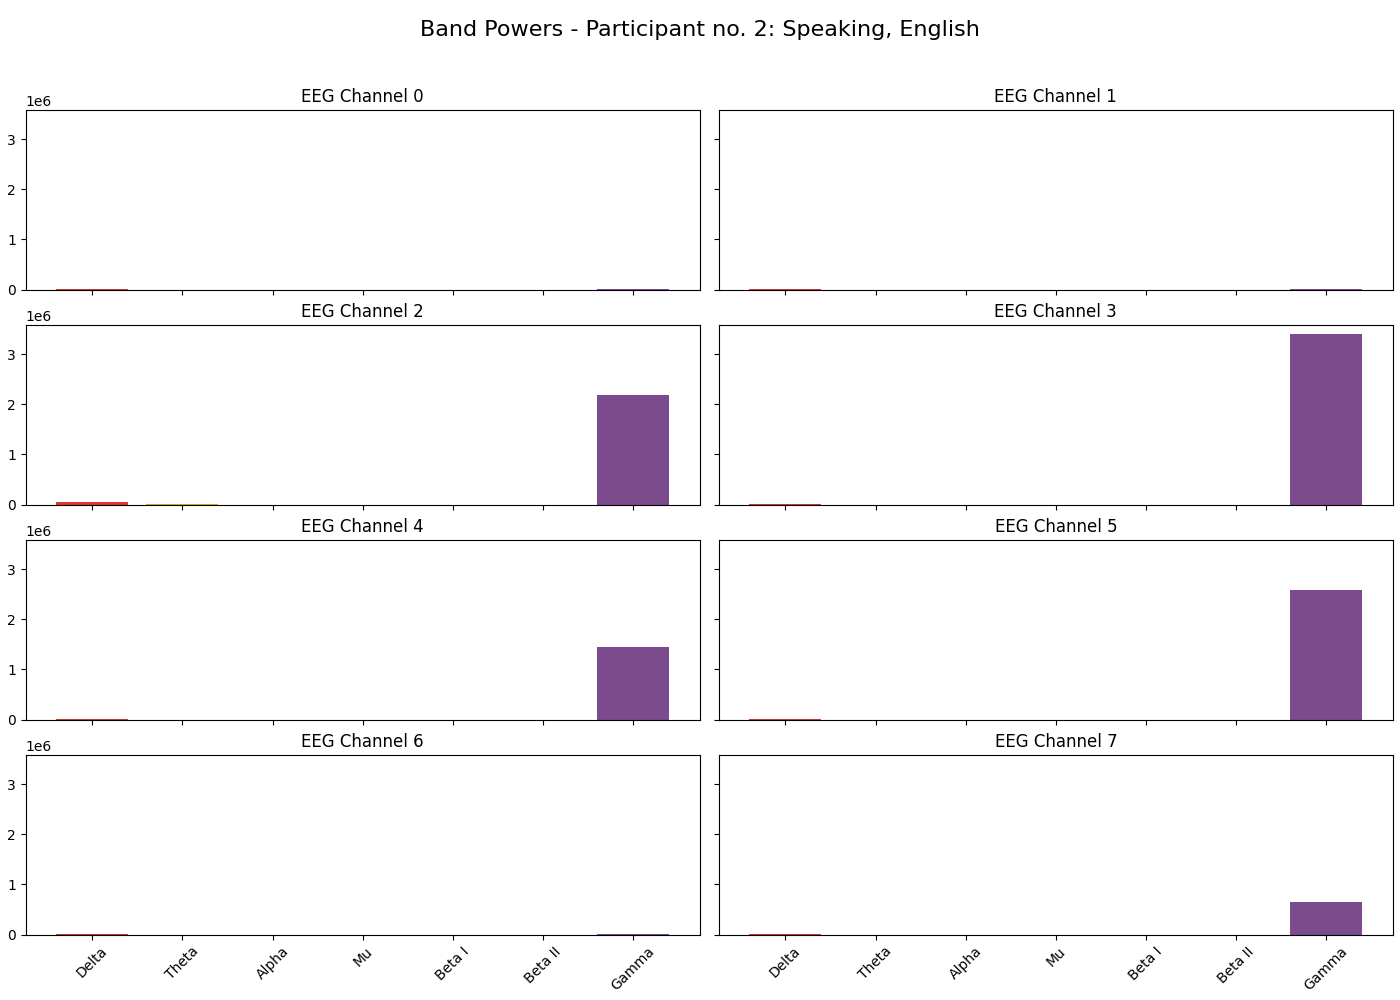 Band Powers - Participant no. 2: Speaking, English
EEG Channel 0
1e6
3
2
1
0
EEG Channel 1
EEG Channel 2
1e6
3
2
1
0
EEG Channel 3
EEG Channel 4
1e6
3
2
1
0
EEG Channel 5
EEG Channel 6
1e6
3
2
1
0
Delta Theta Alpha Mu Beta I Beta II Gamma
EEG Channel 7
Delta Theta Alpha Mu Beta I Beta II Gamma